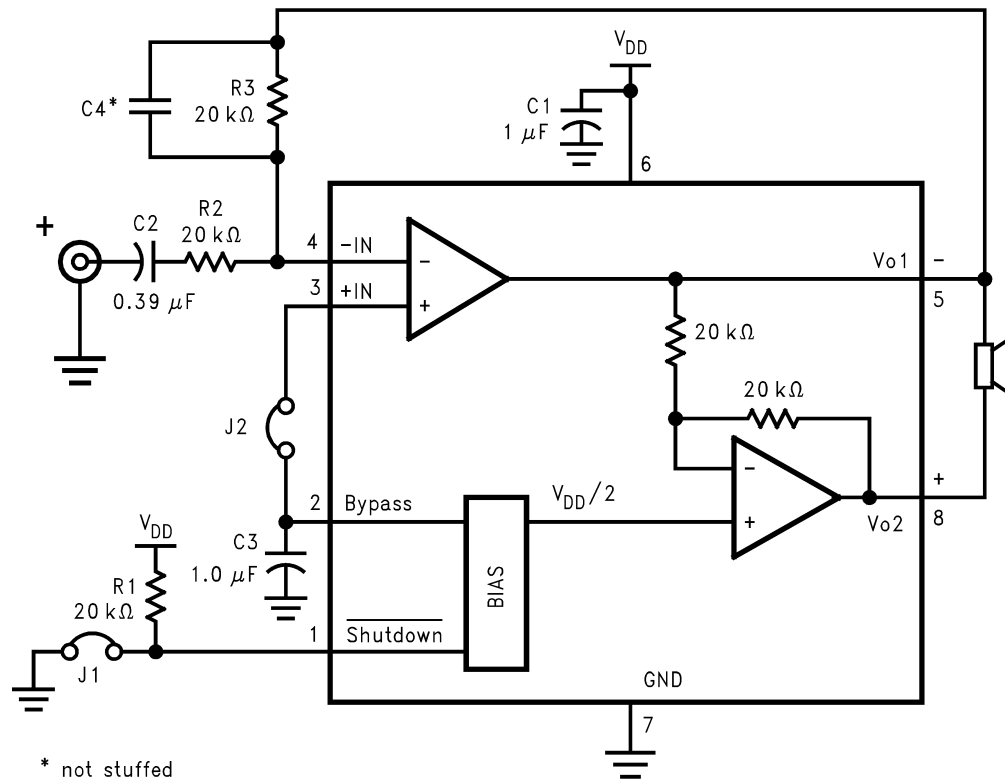 V_DD
R3
20 kΩ
C4*
C1
1 μF
6
+
C2
R2
20 kΩ
0.39 μF
4
-IN
-
3
+IN
+
Vo1
-
5
20 kΩ
20 kΩ
J2
2
Bypass
V_DD/2
-
+
+
8
Vo2
C3
1.0 μF
BIAS
V_DD
R1
20 kΩ
1
Shutdown
J1
GND
7
* not stuffed